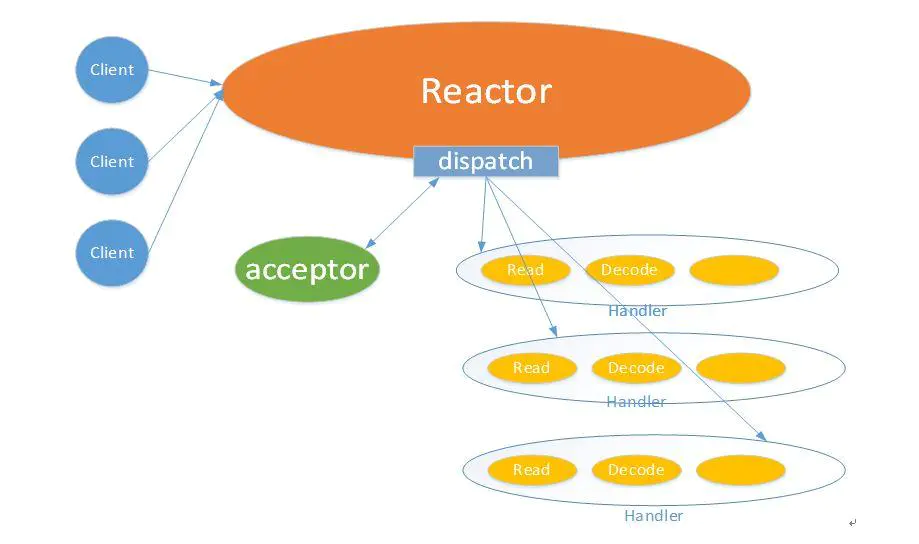 Client
Reactor
Client
dispatch
Client
acceptor
Read Decode
Handler
Read Decode
Handler
Read Decode
Handler